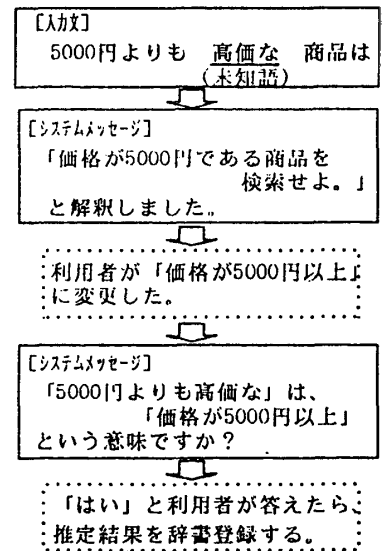 [入力文]
5000円よりも 高価な 商品は
(未知語)
[システムメッセージ]
「価格が5000円である商品を
検索せよ。」
と解釈しました。
利用者が「価格が5000円以上」
に変更した。
[システムメッセージ]
「5000円よりも高価な」は、
「価格が5000円以上」
という意味ですか？
「はい」と利用者が答えたら、
推定結果を辞書登録する。